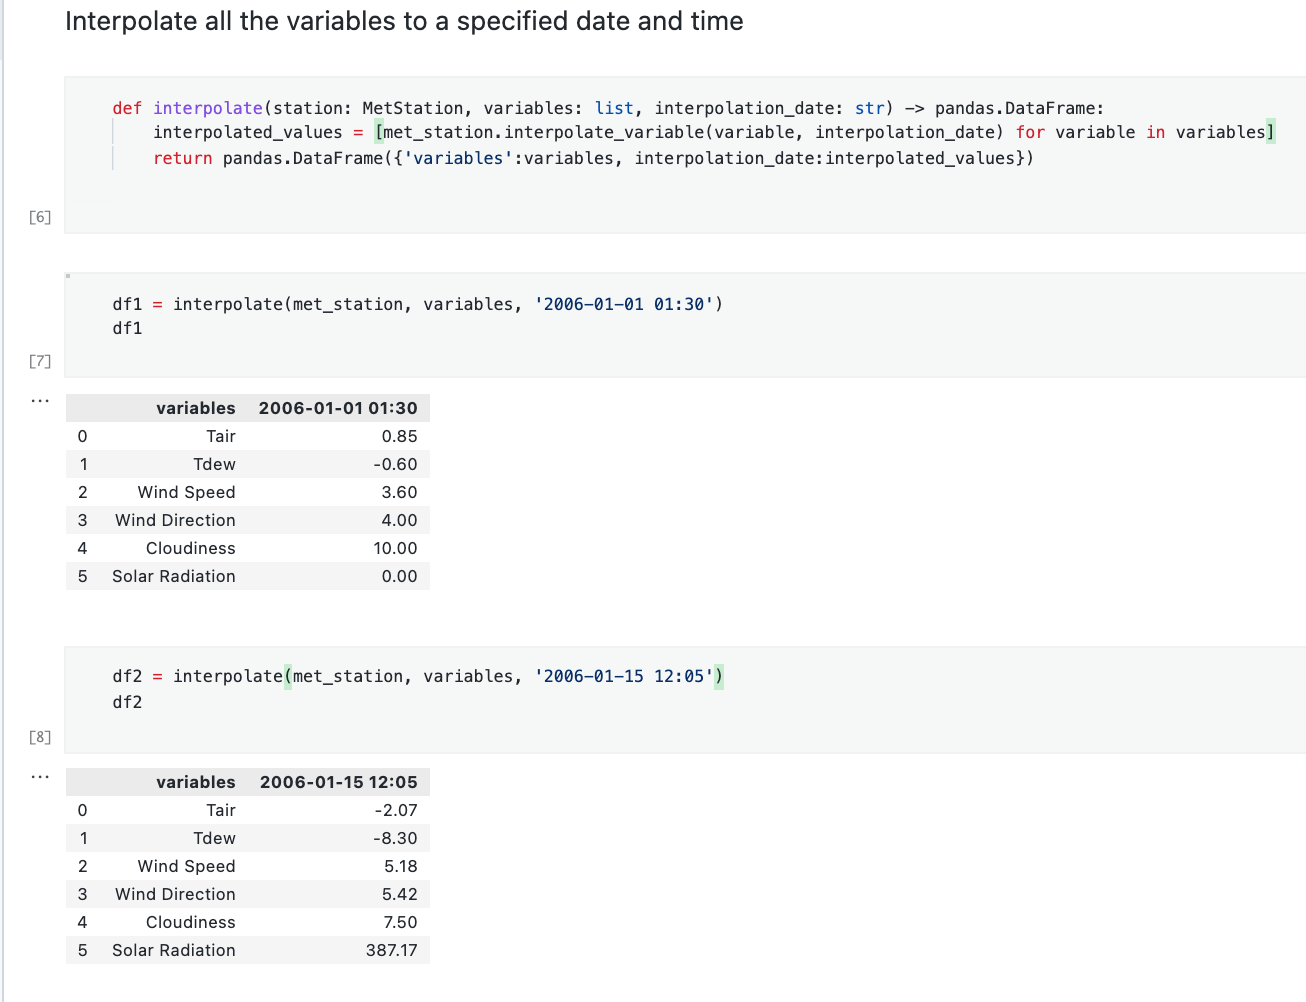 Interpolate all the variables to a specified date and time
def interpolate(station: MetStation, variables: list, interpolation_date: str) -> pandas.DataFrame:
interpolated_values = [met_station.interpolate_variable(variable, interpolation_date) for variable in variables]
return pandas.DataFrame({'variables':variables, interpolation_date:interpolated_values})
[6]
df1 = interpolate(met_station, variables, '2006-01-01 01:30')
df1
[7]
...
variables 2006-01-01 01:30
0 Tair 0.85
1 Tdew -0.60
2 Wind Speed 3.60
3 Wind Direction 4.00
4 Cloudiness 10.00
5 Solar Radiation 0.00
df2 = interpolate(met_station, variables, '2006-01-15 12:05')
df2
[8]
...
variables 2006-01-15 12:05
0 Tair -2.07
1 Tdew -8.30
2 Wind Speed 5.18
3 Wind Direction 5.42
4 Cloudiness 7.50
5 Solar Radiation 387.17